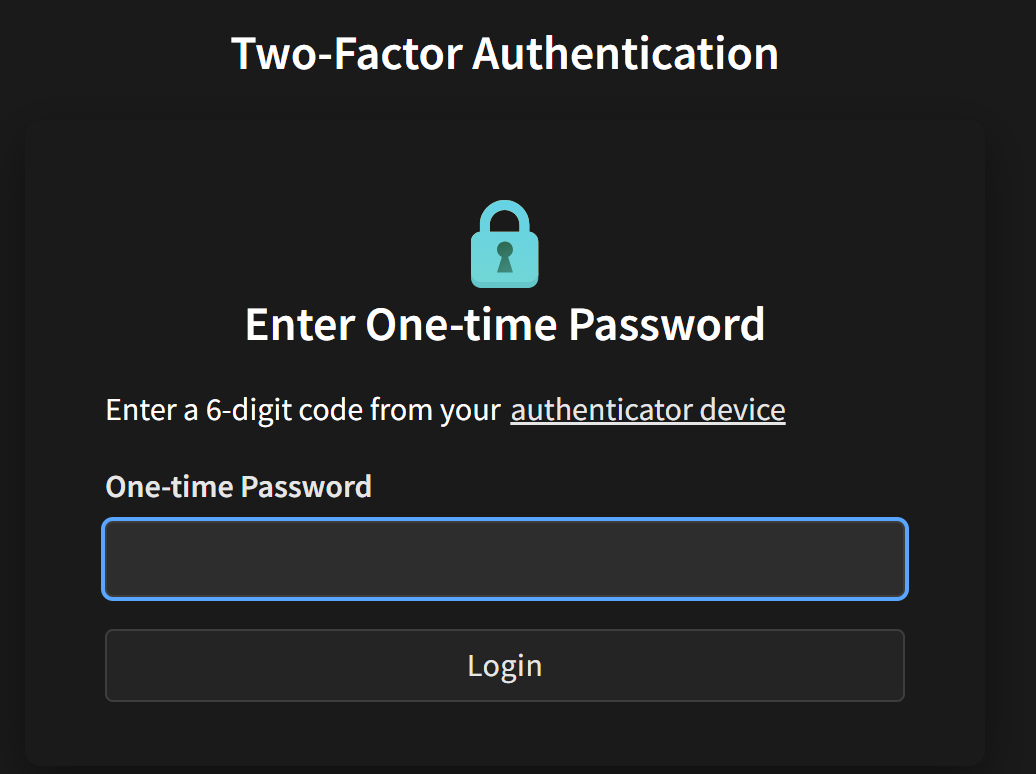 Two-Factor Authentication
Enter One-time Password
Enter a 6-digit code from your authenticator device
One-time Password
Login